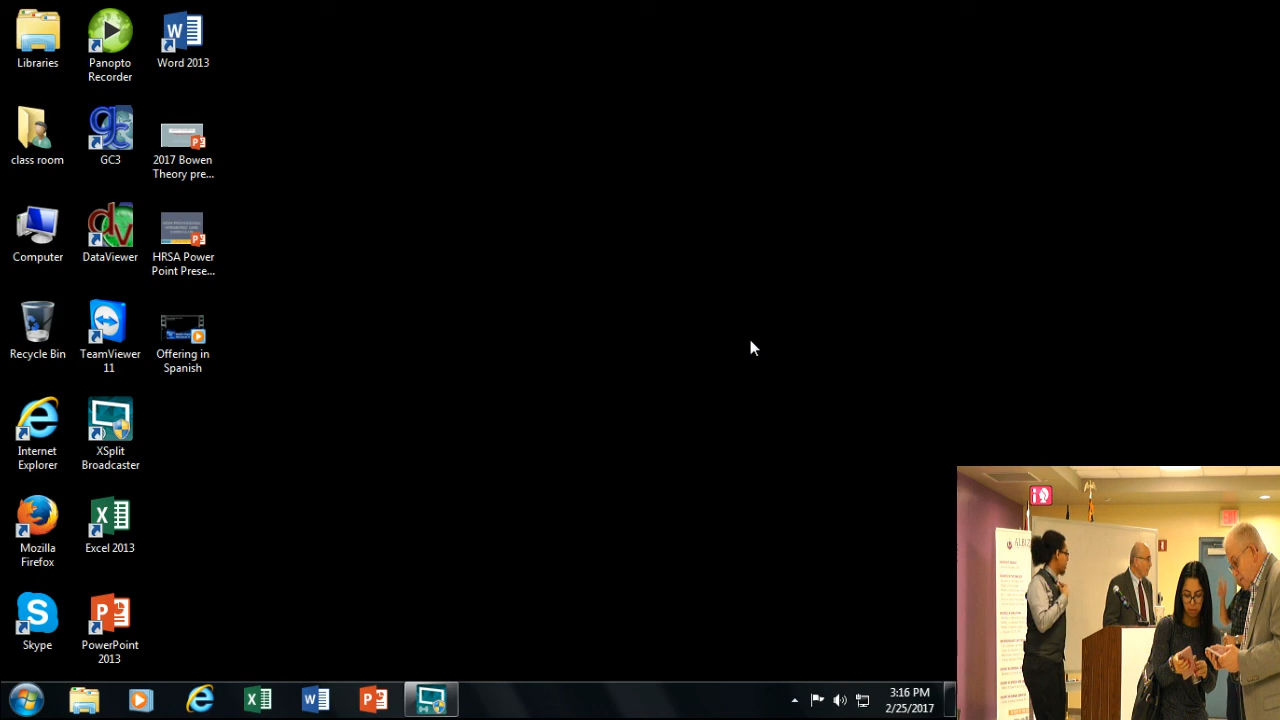 Libraries
Panopto
Recorder
Word 2013
class room
GC3
2017 Bowen
Theory pre...
Computer
DataViewer
HRSA Power
Point Prese...
Recycle Bin
TeamViewer
11
Offering in
Spanish
Internet
Explorer
XSplit
Broadcaster
Mozilla
Firefox
Excel 2013
Skype
PowerPoint
2013
3:16 PM
2/25/2017